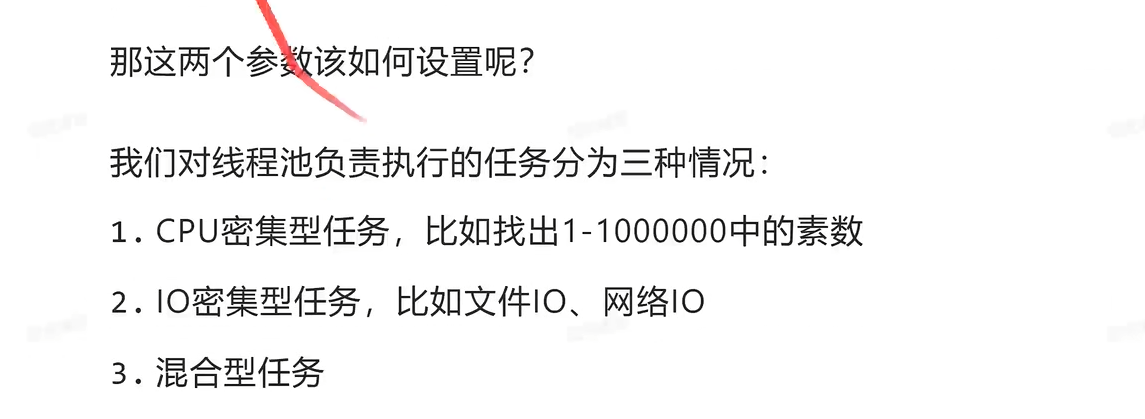 那这两个参数该如何设置呢？
我们对线程池负责执行的任务分为三种情况：
1. CPU密集型任务，比如找出1-1000000中的素数
2. IO密集型任务，比如文件IO、网络IO
3. 混合型任务